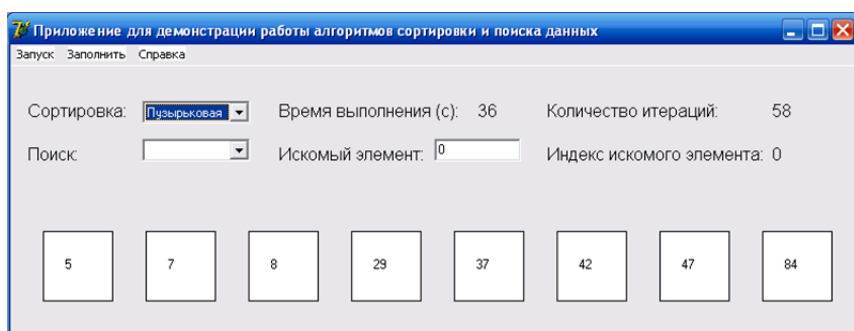 Приложение для демонстрации работы алгоритмов сортировки и поиска данных
Запуск Заполнить Справка
Сортировка: Пузырьковая Время выполнения (с): 36 Количество итераций: 58
Поиск: Искомый элемент: 0 Индекс искомого элемента: 0
5 7 8 29 37 42 47 84